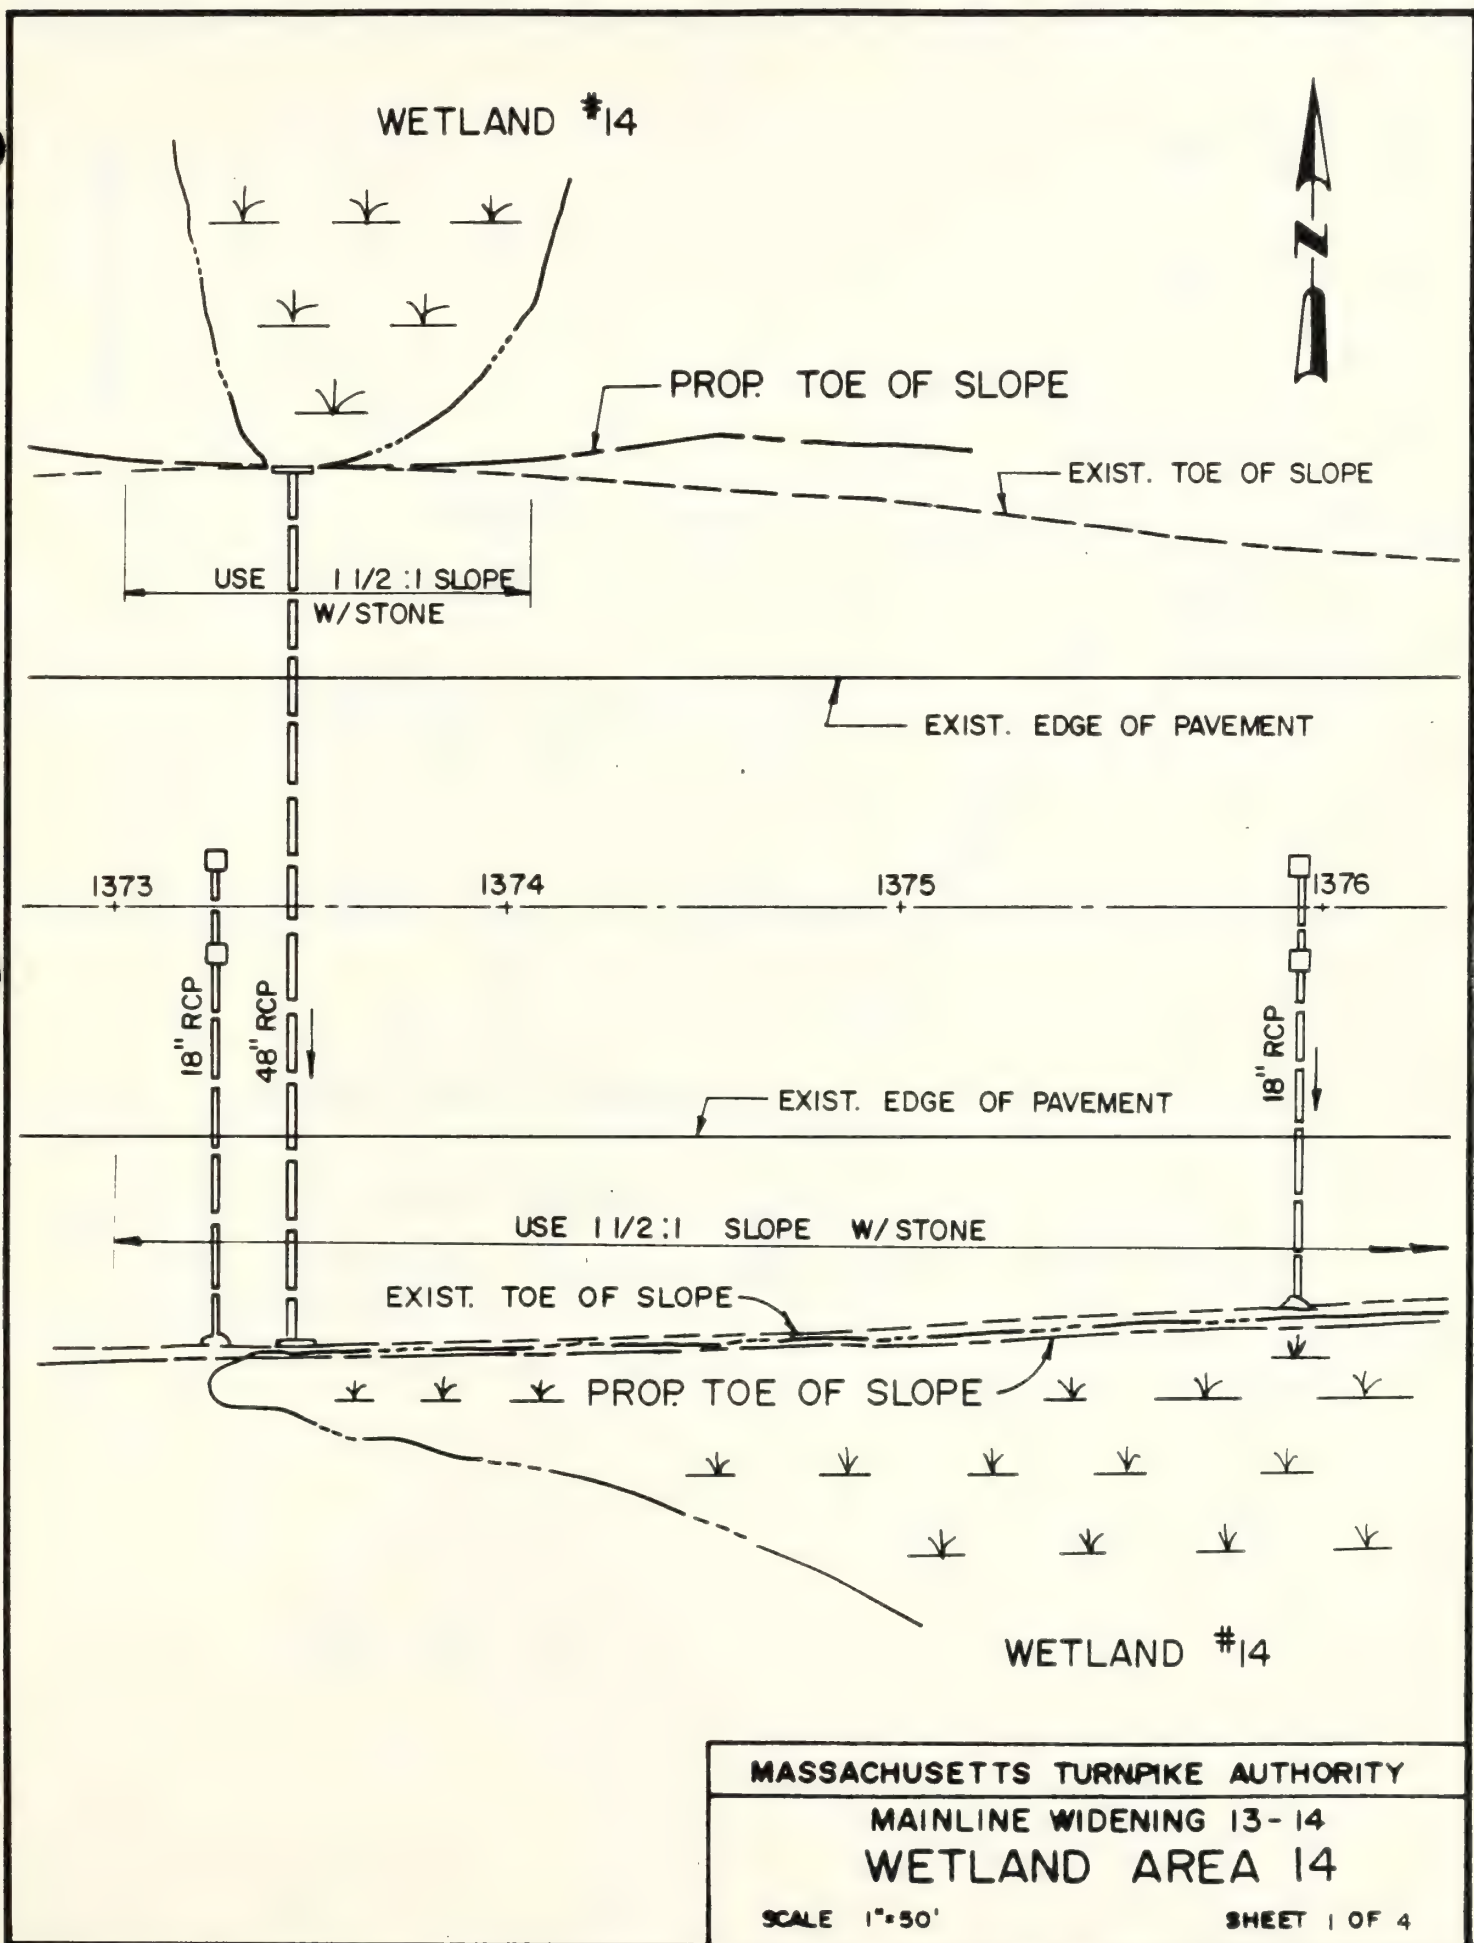 WETLAND #14
N
PROP. TOE OF SLOPE
EXIST. TOE OF SLOPE
USE 1 1/2 :1 SLOPE
W/STONE
EXIST. EDGE OF PAVEMENT
1373
1374
1375
1376
18" RCP
48" RCP
18" RCP
EXIST. EDGE OF PAVEMENT
USE 1 1/2 :1 SLOPE W/STONE
EXIST. TOE OF SLOPE
PROP. TOE OF SLOPE
WETLAND #14
MASSACHUSETTS TURNPIKE AUTHORITY
MAINLINE WIDENING 13-14
WETLAND AREA 14
SCALE 1"=50'
SHEET 1 OF 4